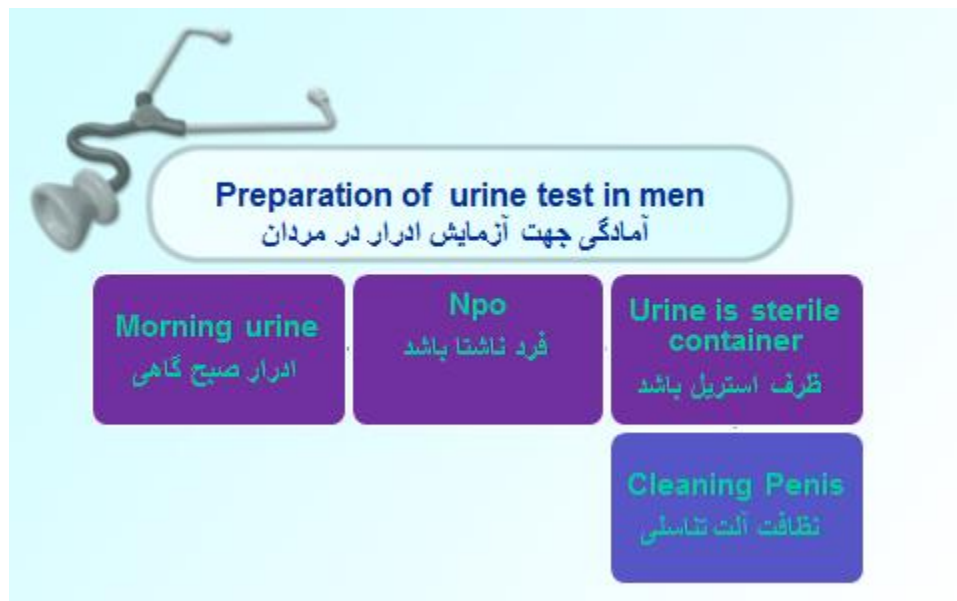 Preparation of urine test in men
آمادگی جهت آزمایش ادرار در مردان
Morning urine
ادرار صبح گاهی
Npo
فرد ناشتا باشد
Urine is sterile
container
ظرف استریل باشد
Cleaning Penis
نظافت آلت تناسلی